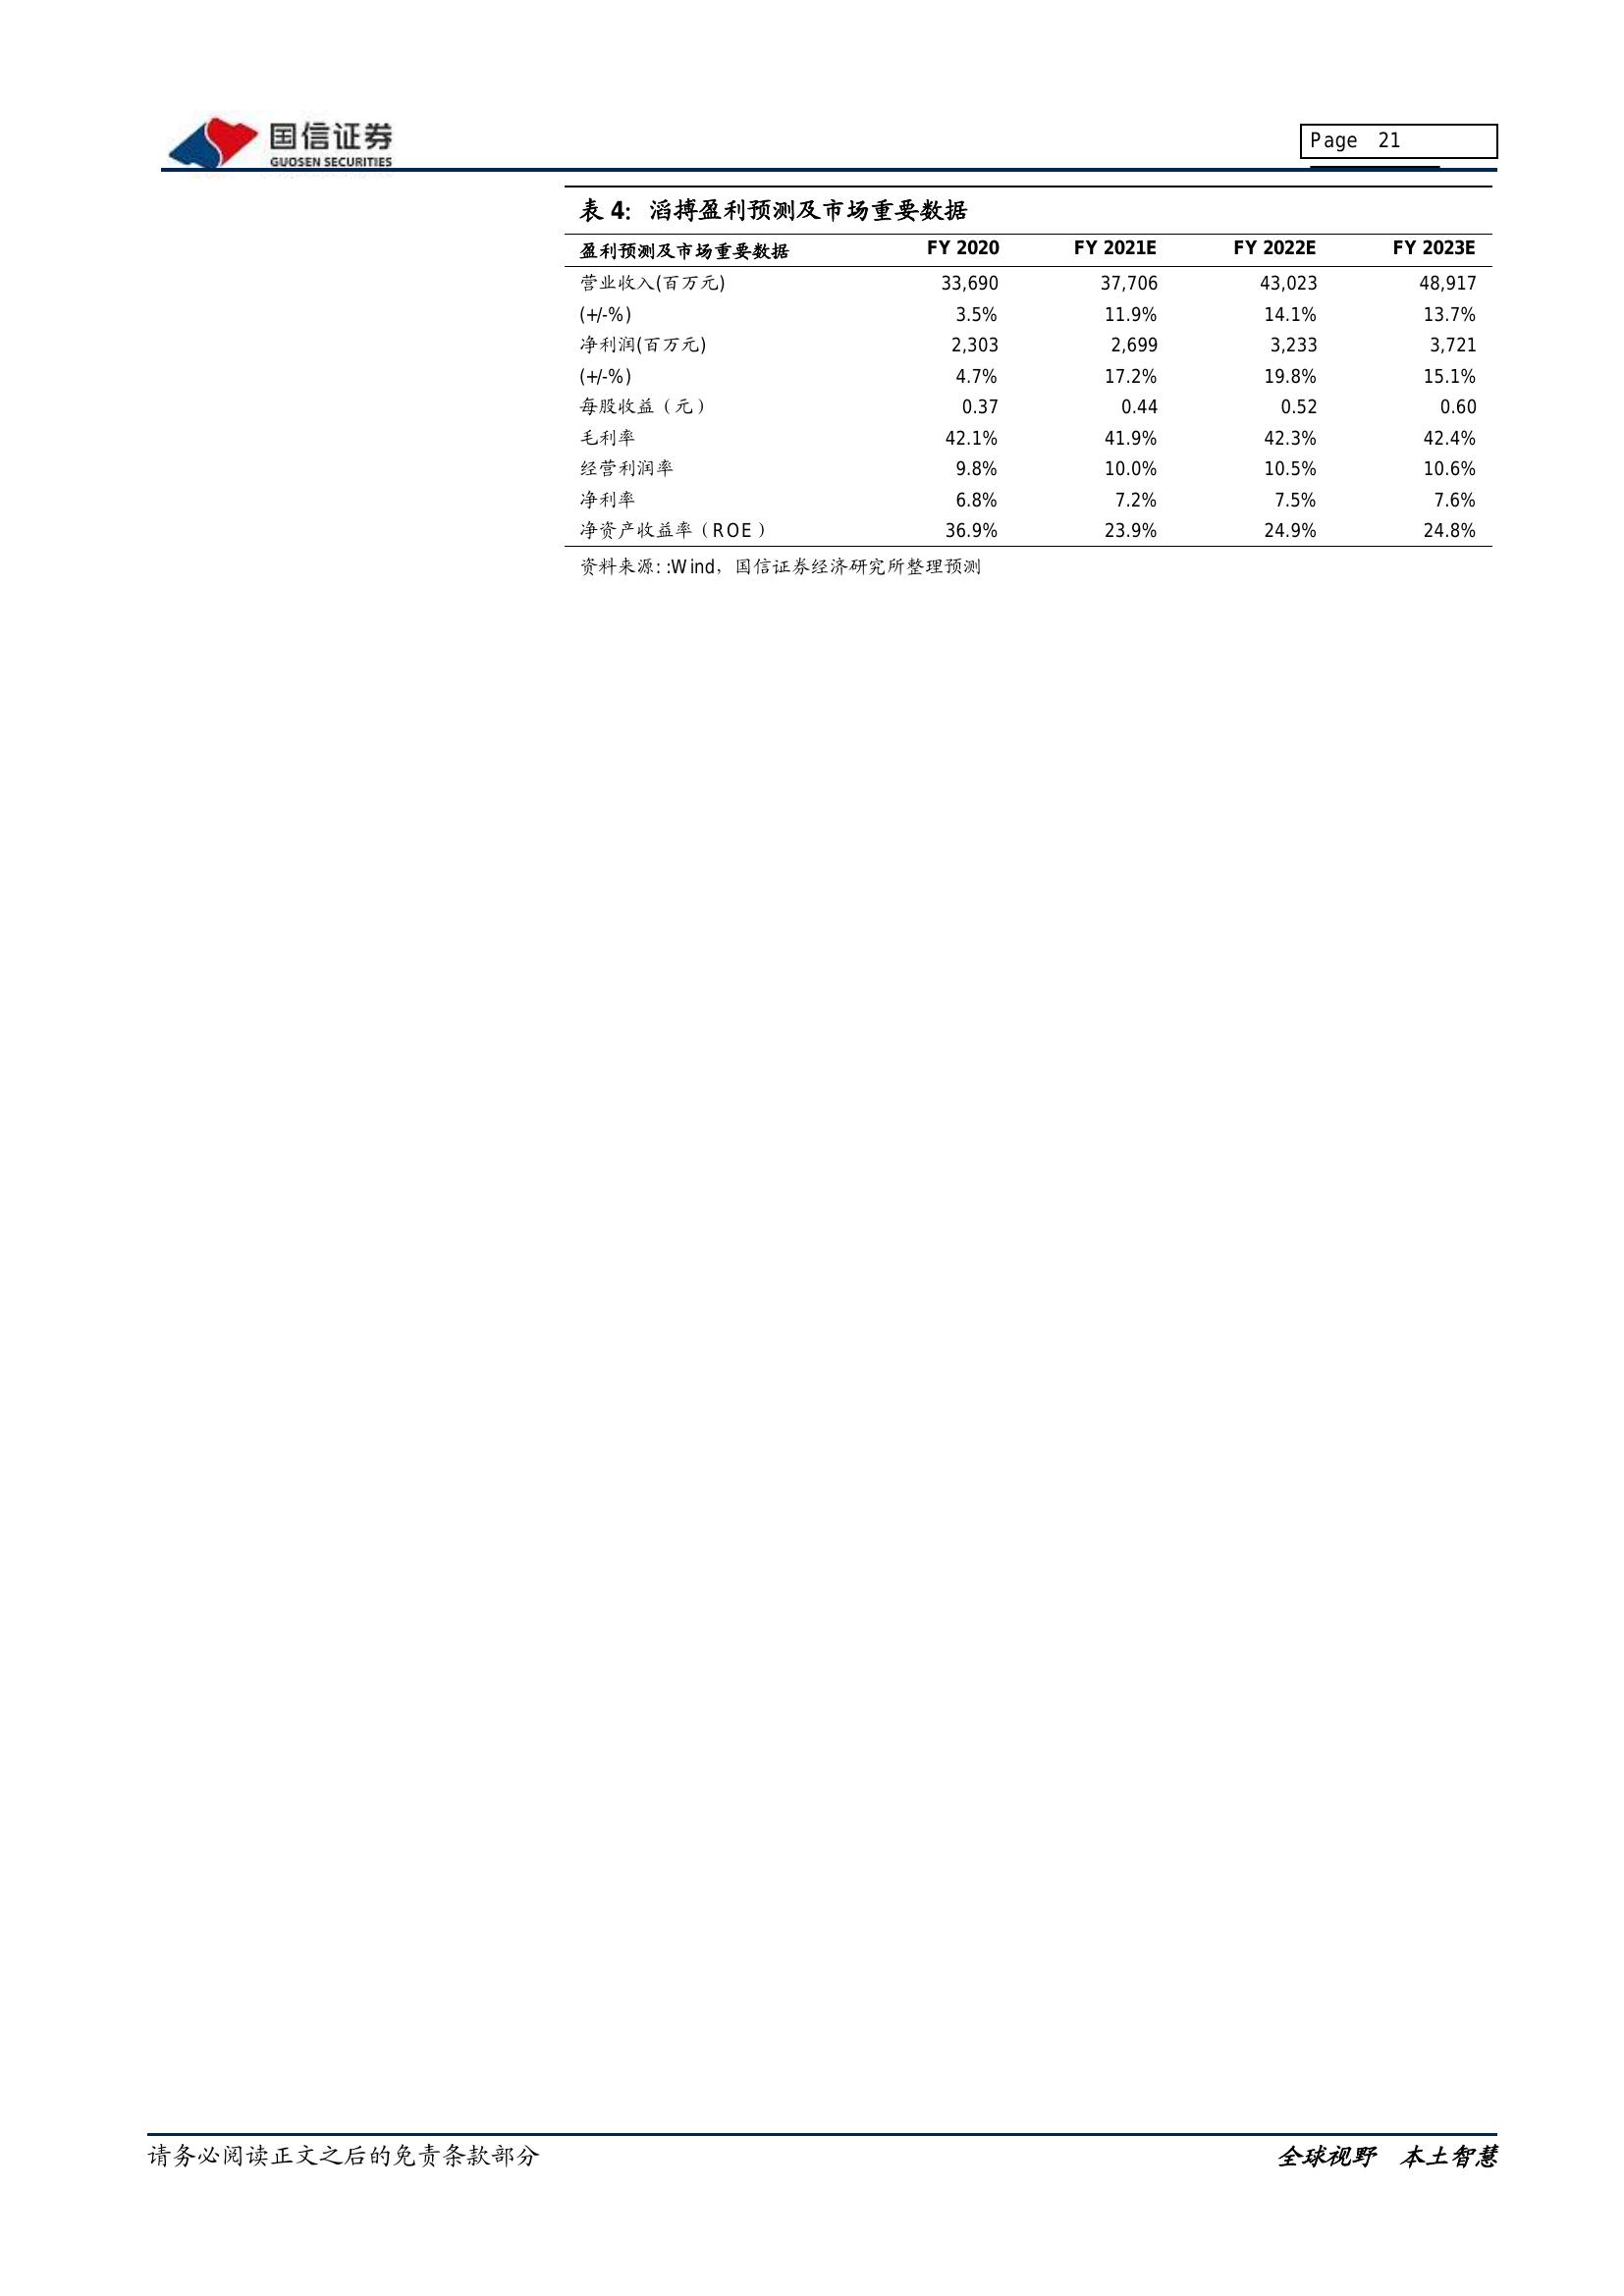 国信证券
GUOSEN SECURITIES
Page 21
表 4：滔搏盈利预测及市场重要数据
盈利预测及市场重要数据 FY 2020 FY 2021E FY 2022E FY 2023E
营业收入(百万元) 33,690 37,706 43,023 48,917
(+/-%) 3.5% 11.9% 14.1% 13.7%
净利润(百万元) 2,303 2,699 3,233 3,721
(+/-%) 4.7% 17.2% 19.8% 15.1%
每股收益（元） 0.37 0.44 0.52 0.60
毛利率 42.1% 41.9% 42.3% 42.4%
经营利润率 9.8% 10.0% 10.5% 10.6%
净利率 6.8% 7.2% 7.5% 7.6%
净资产收益率（ROE） 36.9% 23.9% 24.9% 24.8%
资料来源: :Wind，国信证券经济研究所整理预测
请务必阅读正文之后的免责条款部分
全球视野 本土智慧